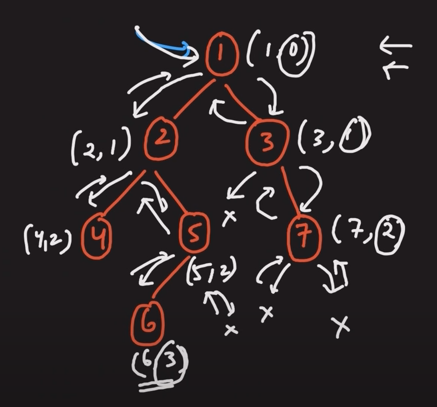 1 (1,0)
(2,1) 2 3 (3,1)
x
(4,2) 4 5 7 (7,2)
(5,2)
x x x
6
(6,3)